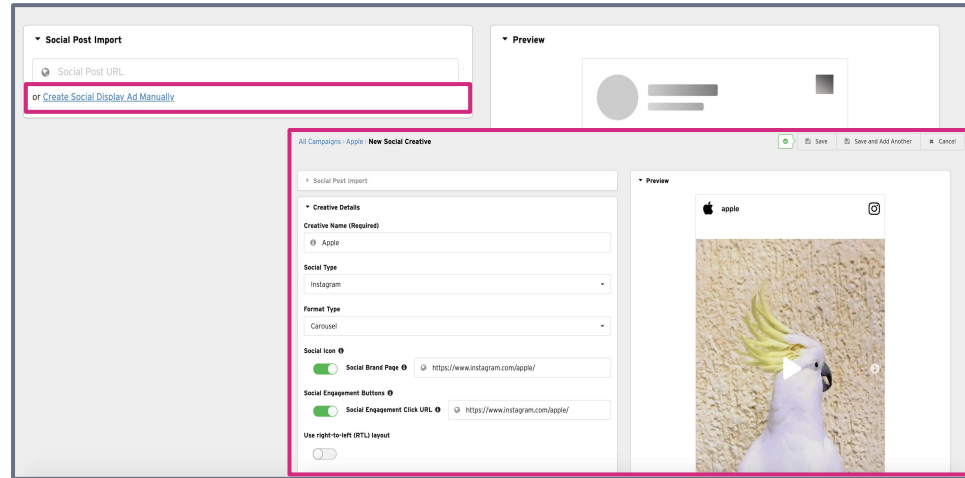 Social Post Import
Social Post URL
or Create Social Display Ad Manually
Preview
All Campaigns › Apple › New Social Creative
Save
Save and Add Another
Cancel
Social Post Import
Creative Details
Creative Name (Required)
Apple
Social Type
Instagram
Format Type
Carousel
Social Icon
Social Brand Page
https://www.instagram.com/apple/
Social Engagement Buttons
Social Engagement Click URL
https://www.instagram.com/apple/
Use right-to-left (RTL) layout
Preview
apple